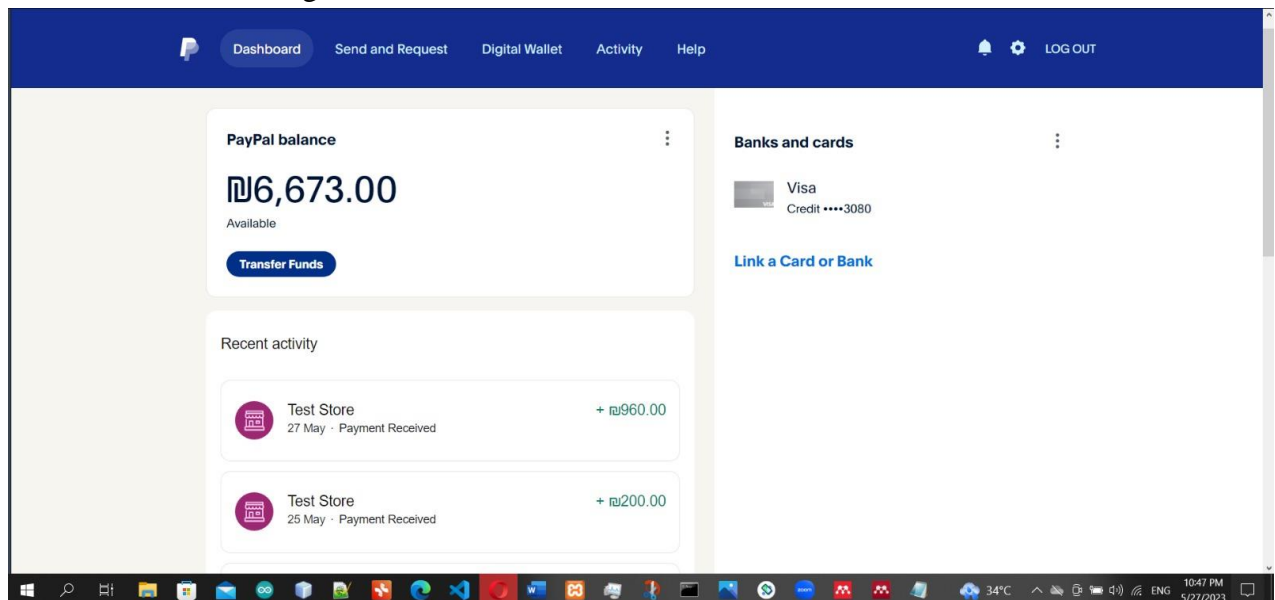 Dashboard Send and Request Digital Wallet Activity Help LOG OUT
PayPal balance
₪6,673.00
Available
Transfer Funds
Banks and cards
Visa
Credit ••••3080
Link a Card or Bank
Recent activity
Test Store + ₪960.00
27 May · Payment Received
Test Store + ₪200.00
25 May · Payment Received
34°C ENG 10:47 PM
5/27/2023